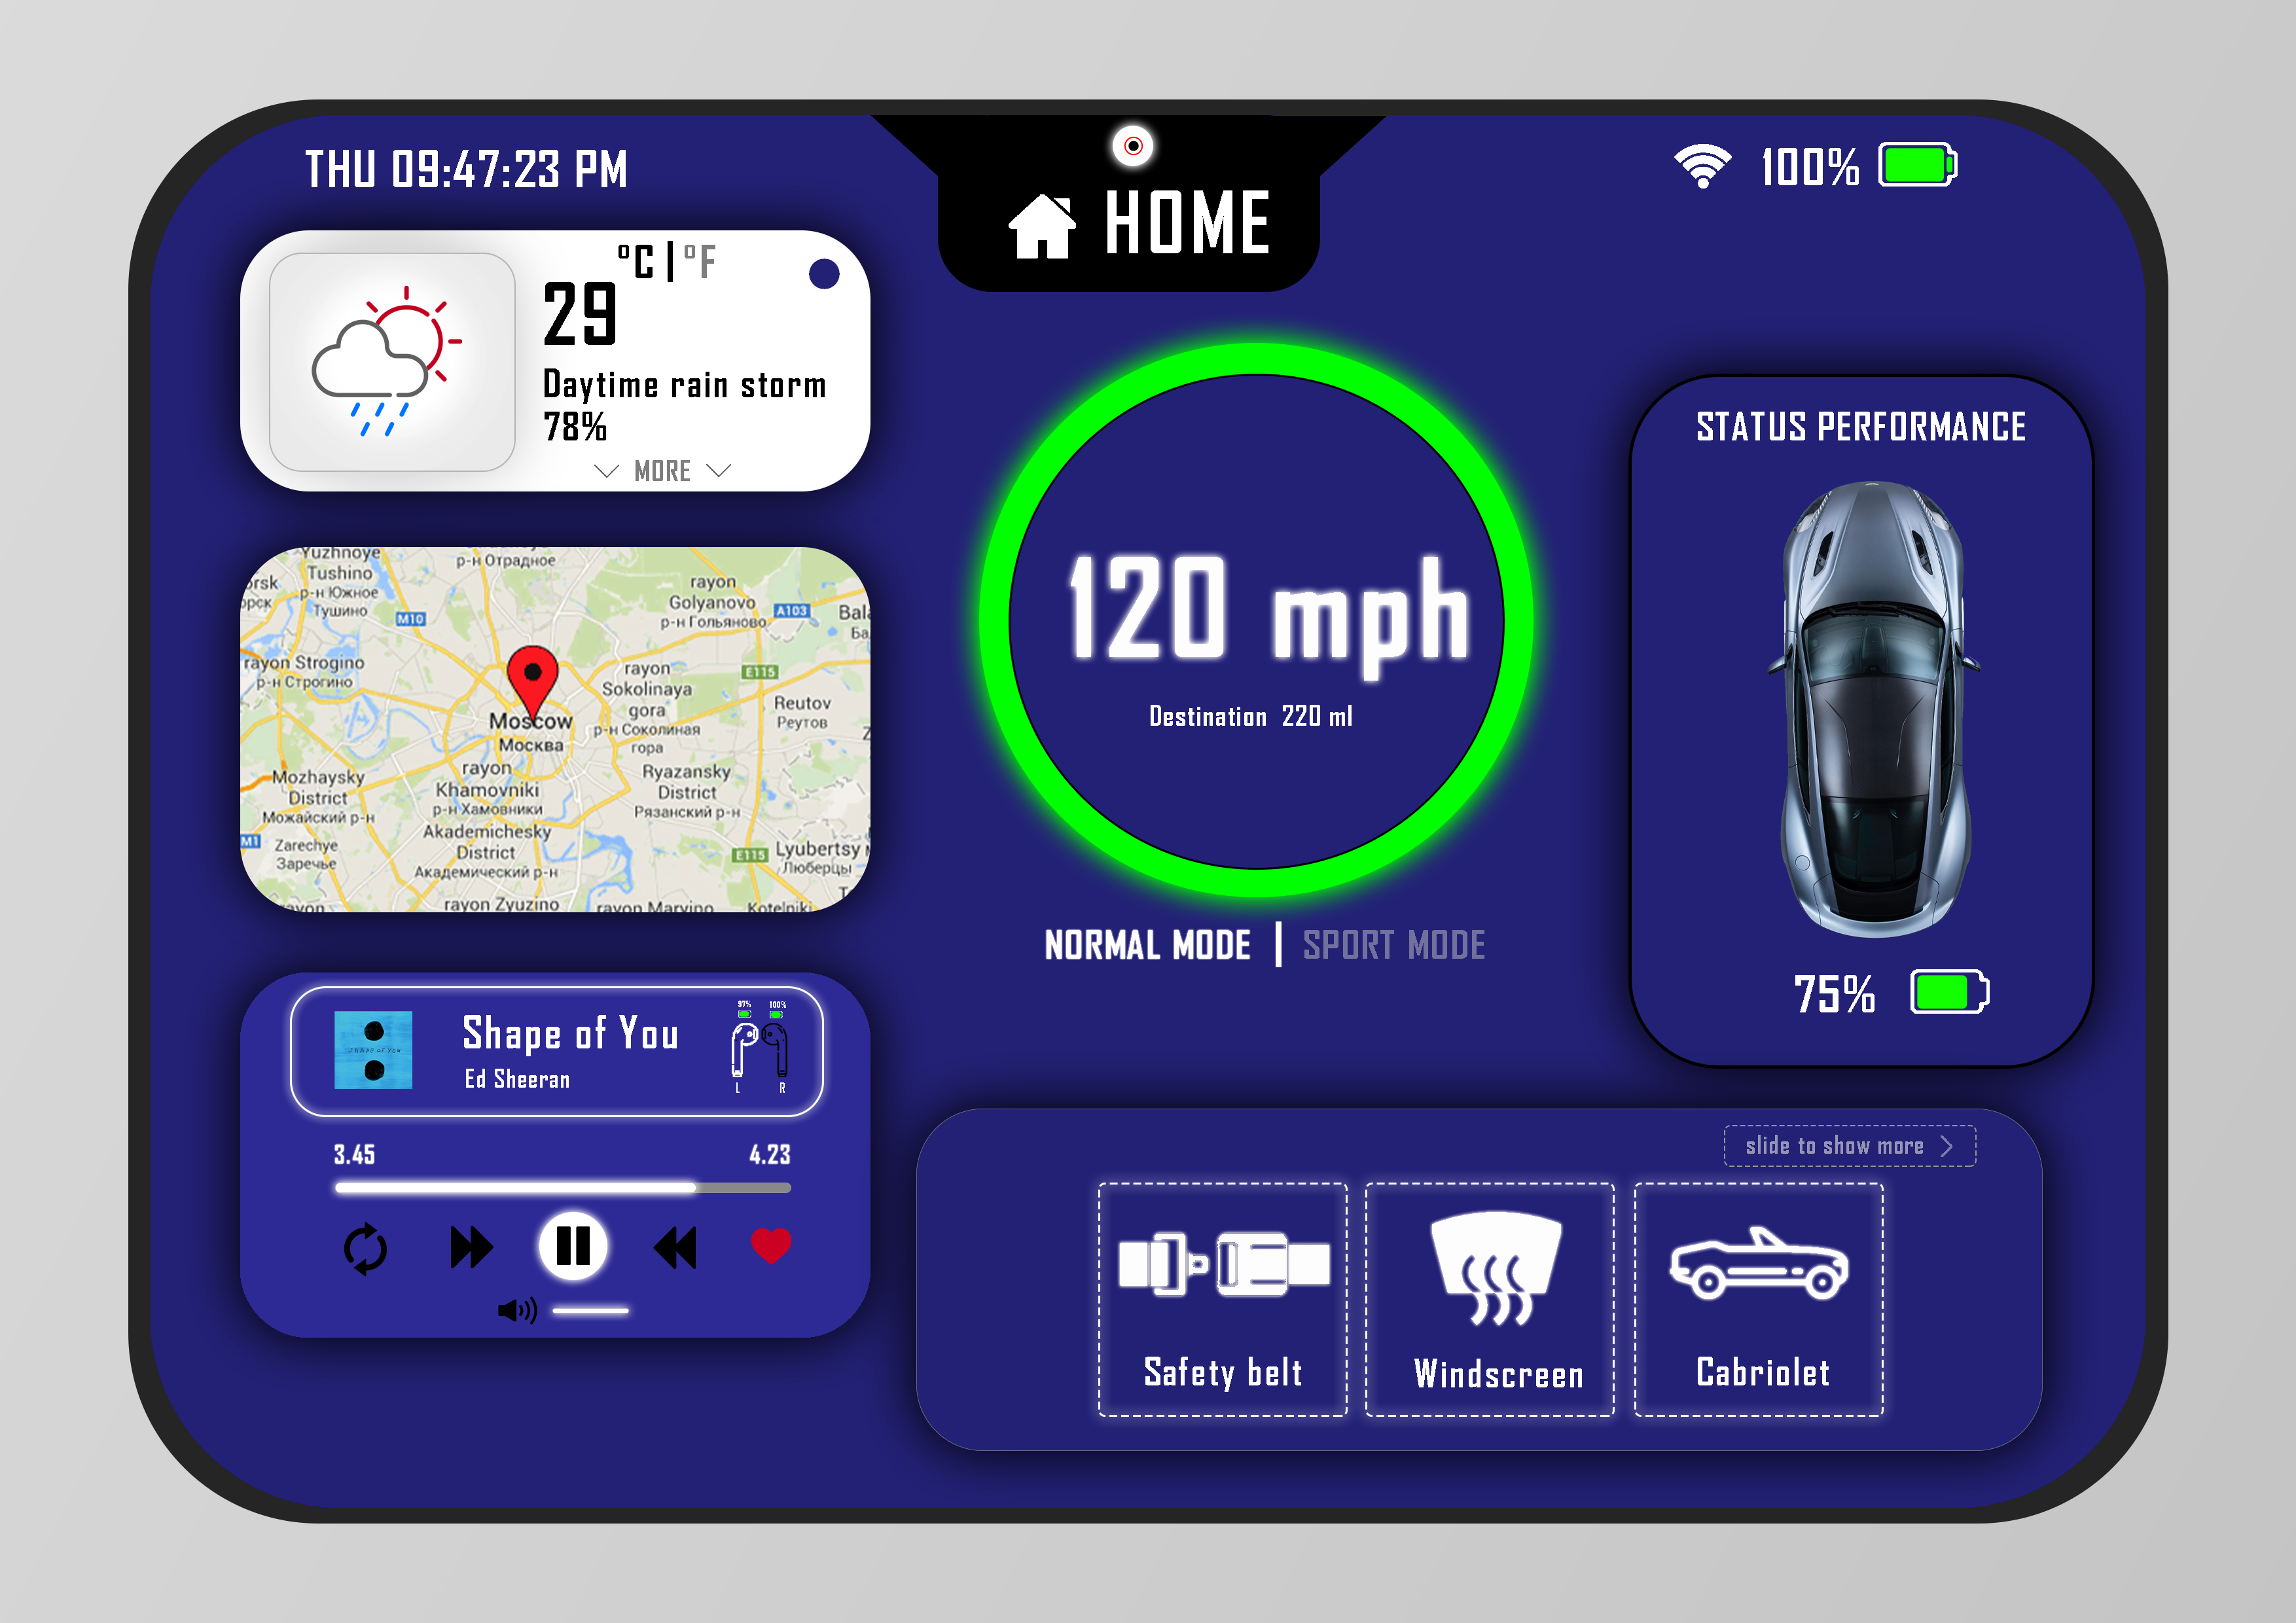 THU 09:47:23 PM
HOME
100%
°C | °F
29
Daytime rain storm
78%
MORE
Yuzhnoye
Tushino
р-н Южное
Тушино
р-н Отрадное
rayon
Golyanovo
р-н Гольяново
A103
M10
rayon Strogino
р-н Строгино
rayon
Sokolinaya
gora
р-н Соколиная
гора
E115
Reutov
Реутов
Moscow
Москва
Mozhaysky
District
Можайский р-н
rayon
Khamovniki
р-н Хамовники
Ryazansky
District
Рязанский р-н
M1
Zarechye
Заречье
Akademichesky
District
Академический р-н
E115
Lyubertsy
Люберцы
rayon Zyuzino
rayon Marvino
Kotelniki
120 mph
Destination 220 ml
NORMAL MODE | SPORT MODE
STATUS PERFORMANCE
75%
SHAPE OF YOU
Shape of You
Ed Sheeran
97%
100%
L
R
3.45
4.23
slide to show more
Safety belt
Windscreen
Cabriolet